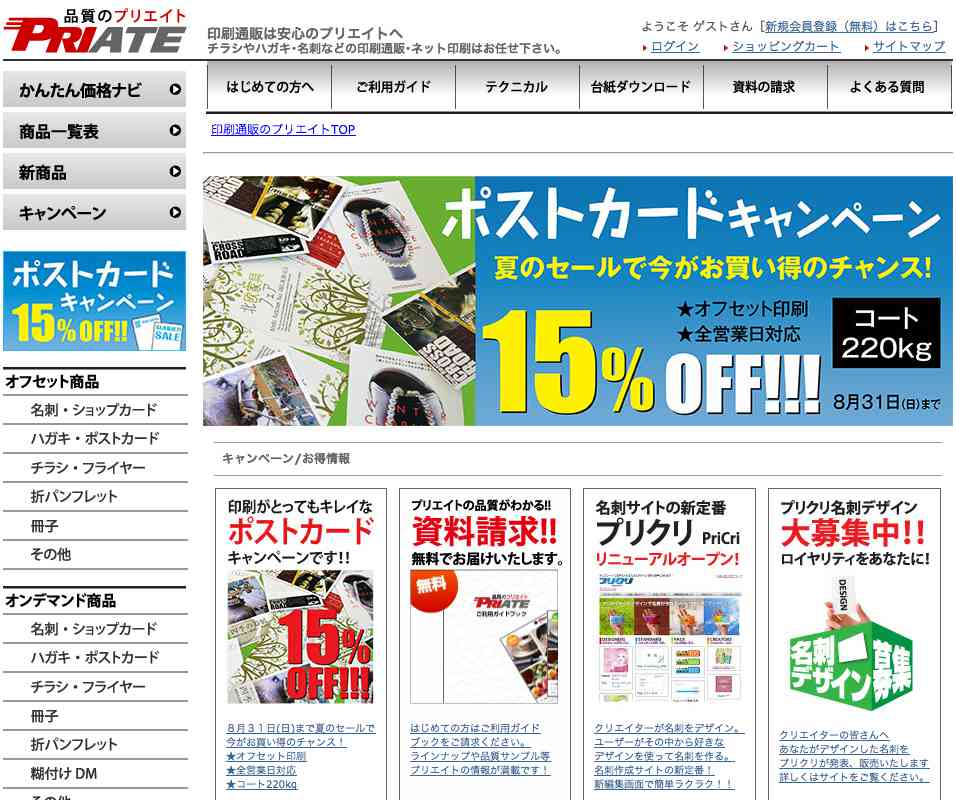 品質のプリエイト
PRIATE
印刷通販は安心のプリエイトへ
チラシやハガキ・名刺などの印刷通販・ネット印刷はお任せ下さい。
ようこそ ゲストさん [新規会員登録（無料）はこちら]
ログイン
ショッピングカート
サイトマップ
はじめての方へ
ご利用ガイド
テクニカル
台紙ダウンロード
資料の請求
よくある質問
かんたん価格ナビ
商品一覧表
新商品
キャンペーン
印刷通販のプリエイトTOP
ポストカードキャンペーン
夏のセールで今がお買い得のチャンス!
15%OFF!!!
★オフセット印刷
★全営業日対応
コート
220kg
8月31日(日)まで
CROSS
ROAD
北欧家具
フェア
ポストカード
キャンペーン
15%OFF!!
SUMMER
SALE
オフセット商品
名刺・ショップカード
ハガキ・ポストカード
チラシ・フライヤー
折パンフレット
冊子
その他
オンデマンド商品
名刺・ショップカード
ハガキ・ポストカード
チラシ・フライヤー
冊子
折パンフレット
糊付けDM
その他
キャンペーン/お得情報
印刷がとってもキレイな
ポストカード
キャンペーンです!!
15%
OFF!!!
８月３１日(日)まで夏のセールで
今がお買い得のチャンス！
★オフセット印刷
★全営業日対応
★コート220kg
プリエイトの品質がわかる!!
資料請求!!
無料でお届けいたします。
無料
品質のプリエイト
PRIATE
ご利用ガイドブック
はじめての方はご利用ガイド
ブックをご請求ください。
ラインナップや品質サンプル等
プリエイトの情報が満載です！
名刺サイトの新定番
プリクリ PriCri
リニューアルオープン!
プリクリ
クリエイターが名刺をデザイン。
ユーザーがその中から好きな
デザインを使って名刺を作る。
名刺作成サイトの新定番！
新編集画面で簡単ラクラク！！
プリクリ名刺デザイン
大募集中!!
ロイヤリティをあなたに!
DESIGN
名刺
デザイン
募集
クリエイターの皆さんへ
あなたがデザインした名刺を
プリクリが発表、販売いたします
詳しくはサイトをご覧ください。